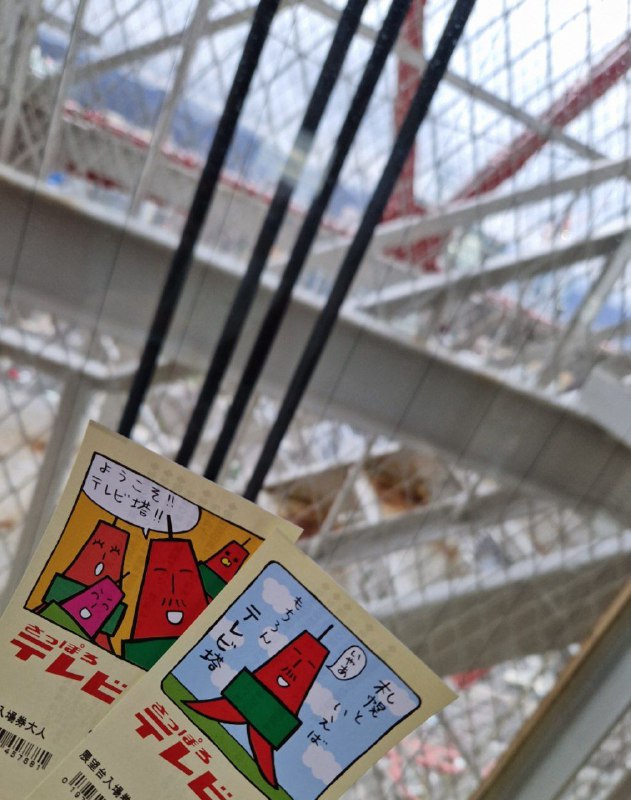 ようこそ!!
テレビ塔!!
さっぽろ
テレビ
入場券大人
いやあ
札幌と
いえば
もちろん
テレビ塔
さっぽろ
テレビ
展望台入場券